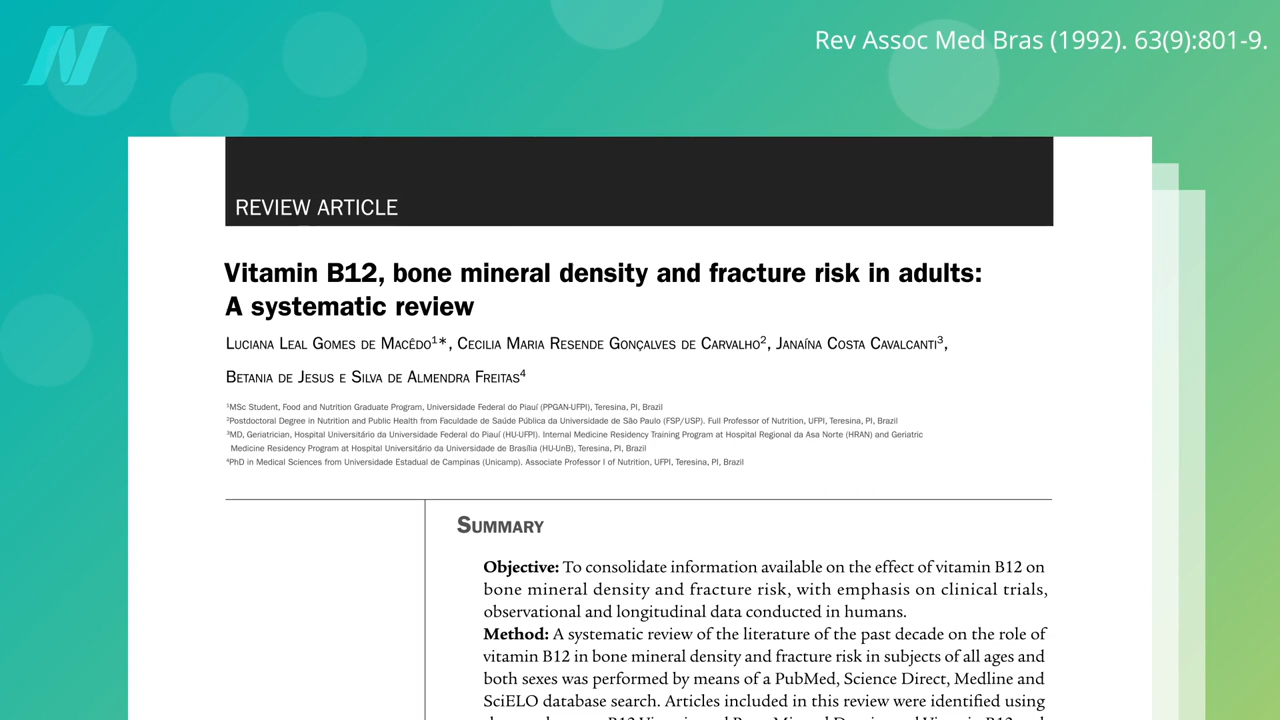 Rev Assoc Med Bras (1992). 63(9):801-9.
REVIEW ARTICLE
Vitamin B12, bone mineral density and fracture risk in adults:
A systematic review
Luciana Leal Gomes de Macêdo¹*, Cecilia Maria Resende Gonçalves de Carvalho², Janaína Costa Cavalcanti³,
Betania de Jesus e Silva de Almendra Freitas⁴
¹MSc Student, Food and Nutrition Graduate Program, Universidade Federal do Piauí (PPGAN-UFPI), Teresina, PI, Brazil
²Postdoctoral Degree in Nutrition and Public Health from Faculdade de Saúde Pública da Universidade de São Paulo (FSP/USP). Full Professor of Nutrition, UFPI, Teresina, PI, Brazil
³MD, Geriatrician, Hospital Universitário da Universidade Federal do Piauí (HU-UFPI). Internal Medicine Residency Training Program at Hospital Regional da Asa Norte (HRAN) and Geriatric
Medicine Residency Program at Hospital Universitário da Universidade de Brasília (HU-UnB), Teresina, PI, Brazil
⁴PhD in Medical Sciences from Universidade Estadual de Campinas (Unicamp). Associate Professor I of Nutrition, UFPI, Teresina, PI, Brazil
Summary
Objective: To consolidate information available on the effect of vitamin B12 on
bone mineral density and fracture risk, with emphasis on clinical trials,
observational and longitudinal data conducted in humans.
Method: A systematic review of the literature of the past decade on the role of
vitamin B12 in bone mineral density and fracture risk in subjects of all ages and
both sexes was performed by means of a PubMed, Science Direct, Medline and
SciELO database search. Articles included in this review were identified using